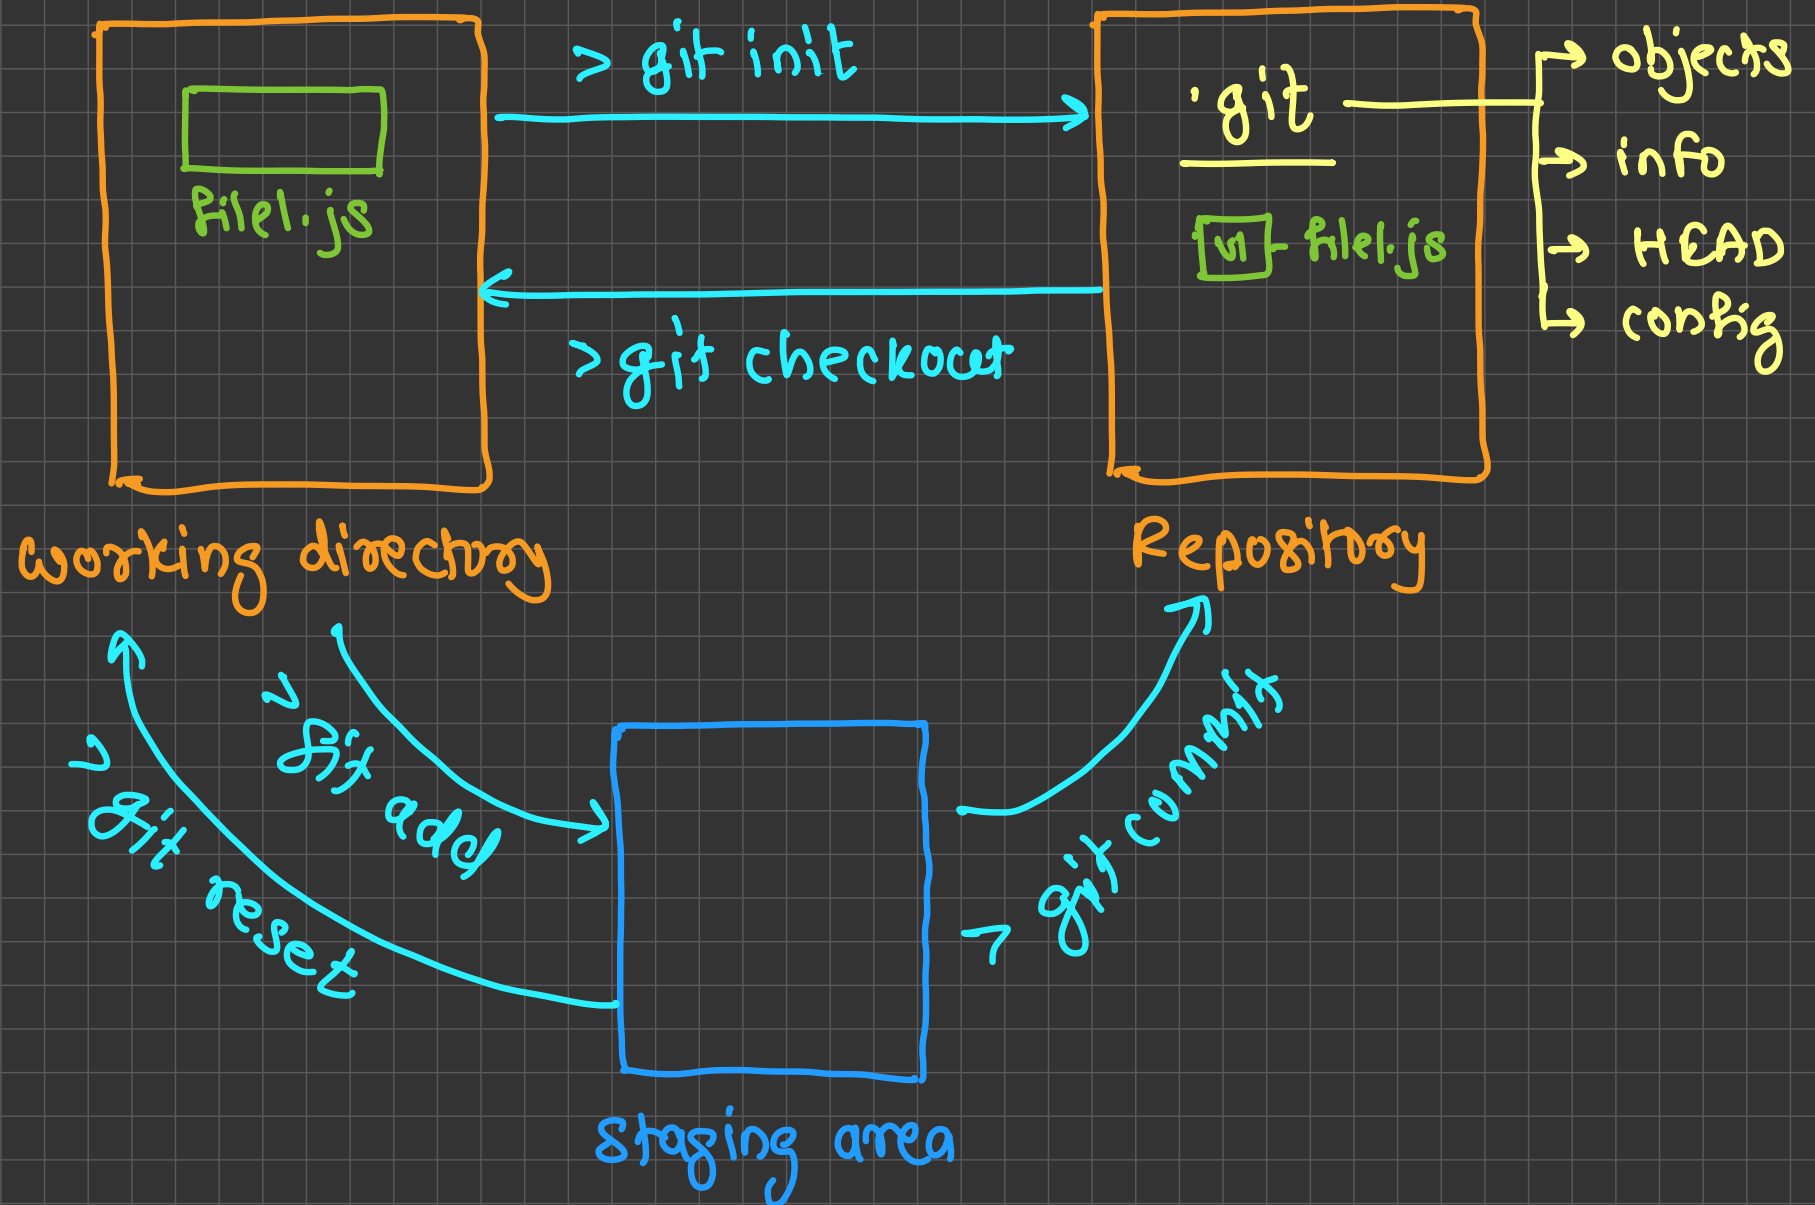 > git init
.git
objects
info
HEAD
config
file1.js
v1 - file1.js
> git checkout
working directory
Repository
> git add
> git reset
> git commit
staging area